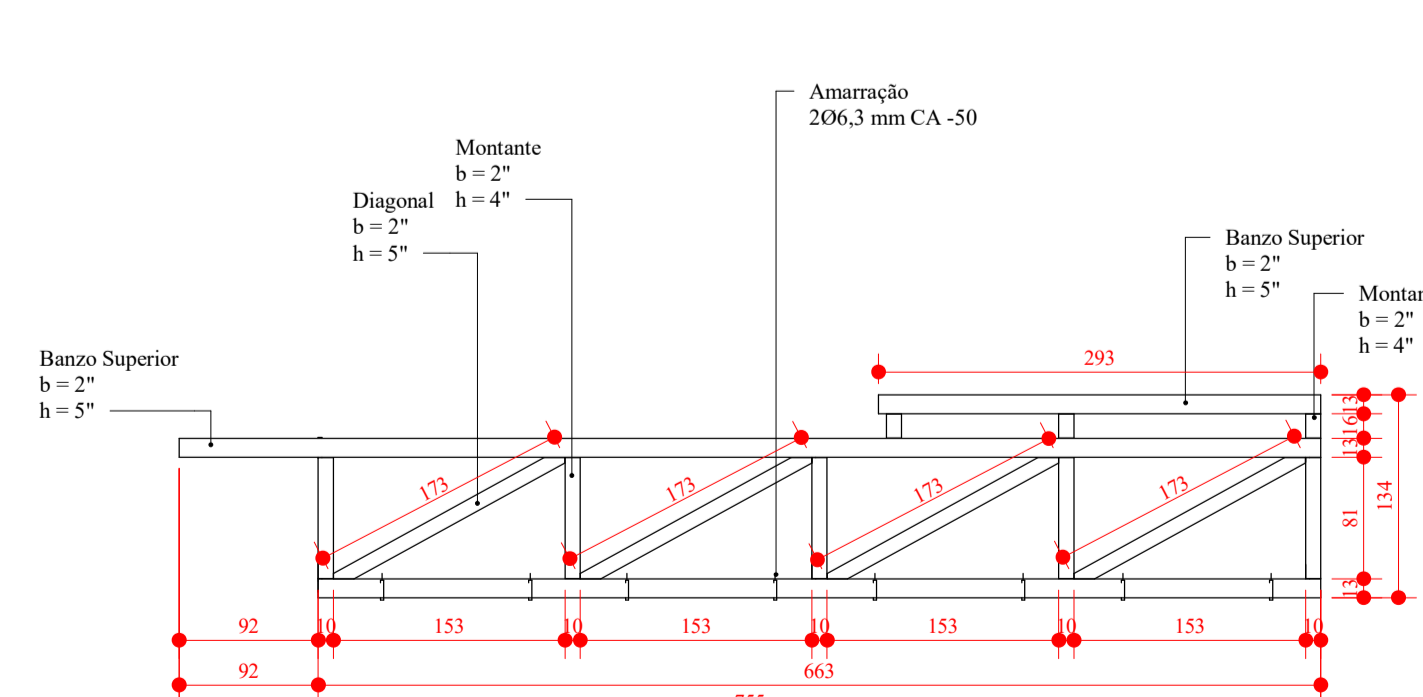 Amarração
2Ø6,3 mm CA -50
Montante
b = 2"
h = 4"
Diagonal
b = 2"
h = 5"
Banzo Superior
b = 2"
h = 5"
b = 2"
h = 4"
Banzo Superior
b = 2"
h = 5"
293
13
16
13
81
13
134
173
173
173
173
92
10
153
10
153
10
153
10
153
10
92
663